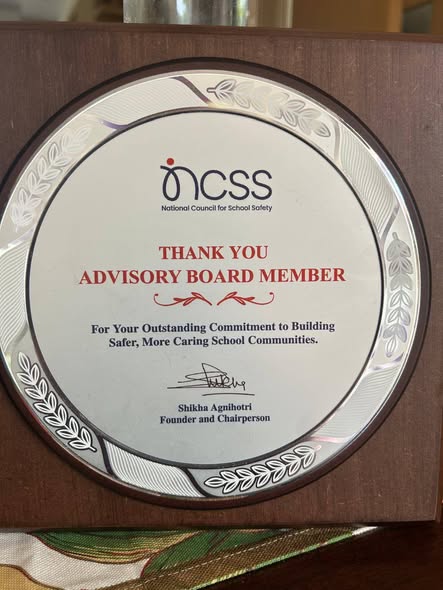 ncss
National Council for School Safety
THANK YOU
ADVISORY BOARD MEMBER
For Your Outstanding Commitment to Building
Safer, More Caring School Communities.
Shikha Agnihotri
Founder and Chairperson